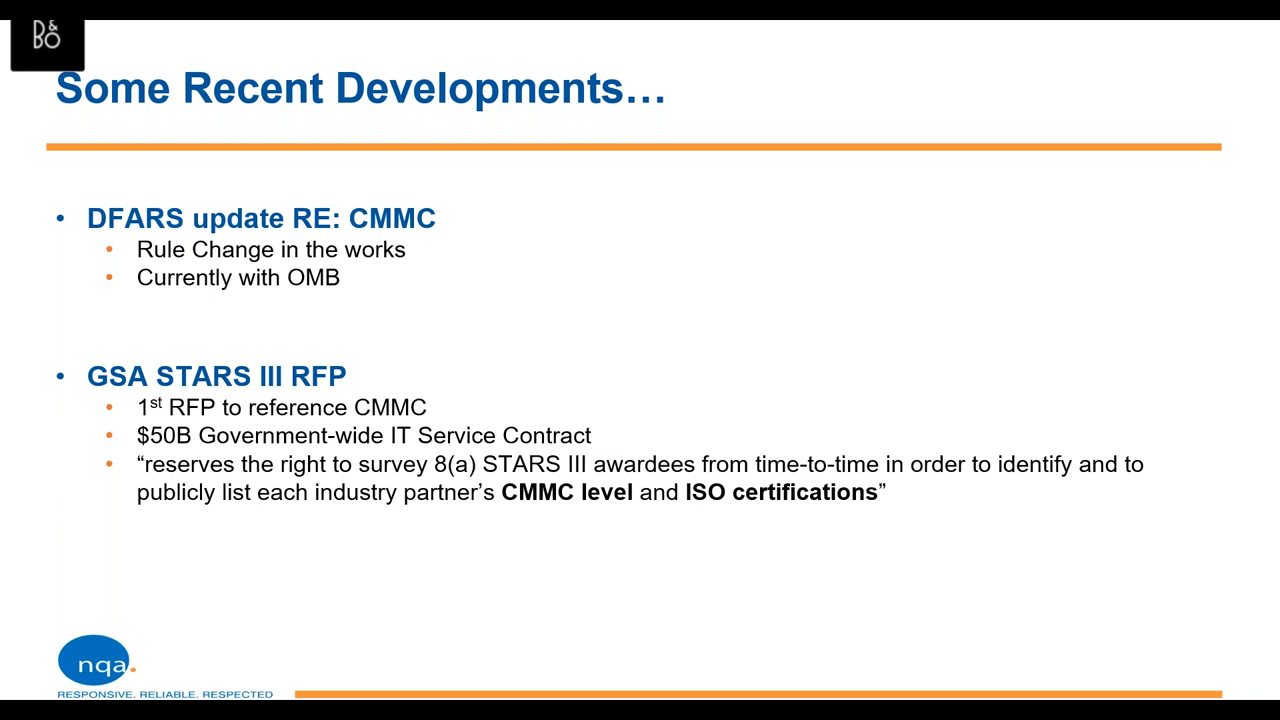 B&
BO
Some Recent Developments…
• DFARS update RE: CMMC
• Rule Change in the works
• Currently with OMB
• GSA STARS III RFP
• 1st RFP to reference CMMC
• $50B Government-wide IT Service Contract
• “reserves the right to survey 8(a) STARS III awardees from time-to-time in order to identify and to
publicly list each industry partner’s CMMC level and ISO certifications”
nqa.
RESPONSIVE. RELIABLE. RESPECTED